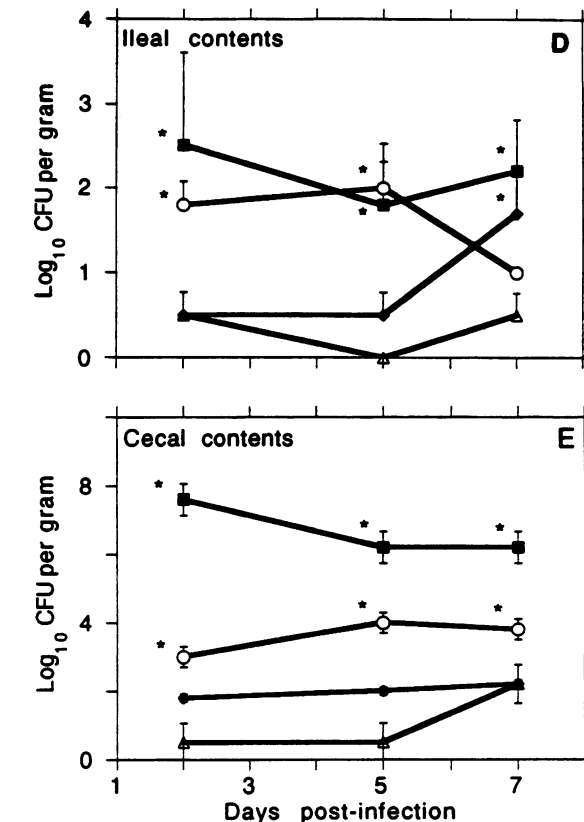 4
Ileal contents
D
3
2
1
0
Log10 CFU per gram
* * * * * *
Cecal contents
E
8
4
0
Log10 CFU per gram
* * * * * *
1 3 5 7
Days post-infection